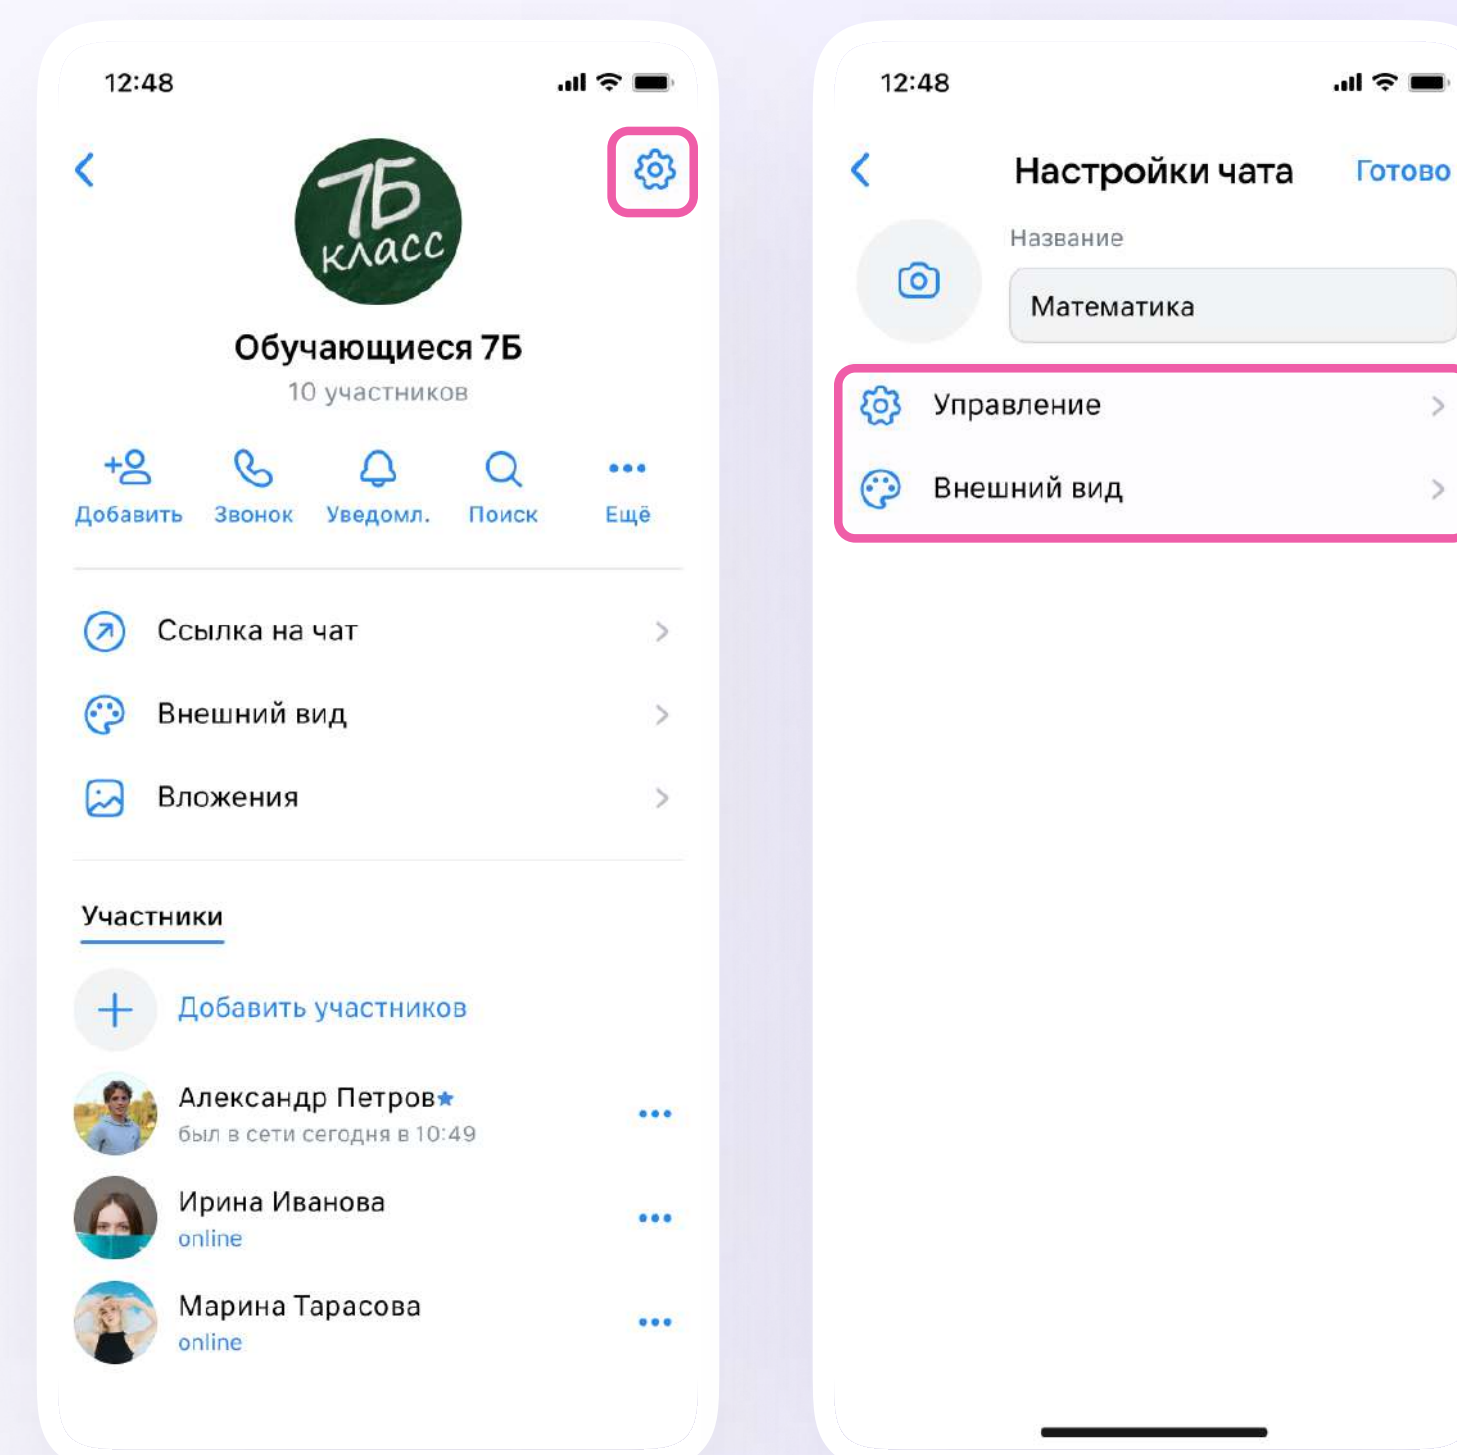 12:48
7Б
класс
Обучающиеся 7Б
10 участников
Добавить Звонок Уведомл. Поиск Ещё
Ссылка на чат
Внешний вид
Вложения
Участники
Добавить участников
Александр Петров
был в сети сегодня в 10:49
Ирина Иванова
online
Марина Тарасова
online
12:48
Настройки чата Готово
Название
Математика
Управление
Внешний вид